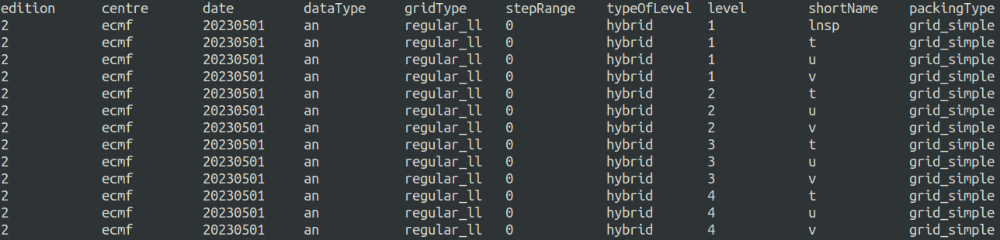 edition centre date dataType gridType stepRange typeOfLevel level shortName packingType
2 ecmf 20230501 an regular_ll 0 hybrid 1 lnsp grid_simple
2 ecmf 20230501 an regular_ll 0 hybrid 1 t grid_simple
2 ecmf 20230501 an regular_ll 0 hybrid 1 u grid_simple
2 ecmf 20230501 an regular_ll 0 hybrid 1 v grid_simple
2 ecmf 20230501 an regular_ll 0 hybrid 2 t grid_simple
2 ecmf 20230501 an regular_ll 0 hybrid 2 u grid_simple
2 ecmf 20230501 an regular_ll 0 hybrid 2 v grid_simple
2 ecmf 20230501 an regular_ll 0 hybrid 3 t grid_simple
2 ecmf 20230501 an regular_ll 0 hybrid 3 u grid_simple
2 ecmf 20230501 an regular_ll 0 hybrid 3 v grid_simple
2 ecmf 20230501 an regular_ll 0 hybrid 4 t grid_simple
2 ecmf 20230501 an regular_ll 0 hybrid 4 u grid_simple
2 ecmf 20230501 an regular_ll 0 hybrid 4 v grid_simple